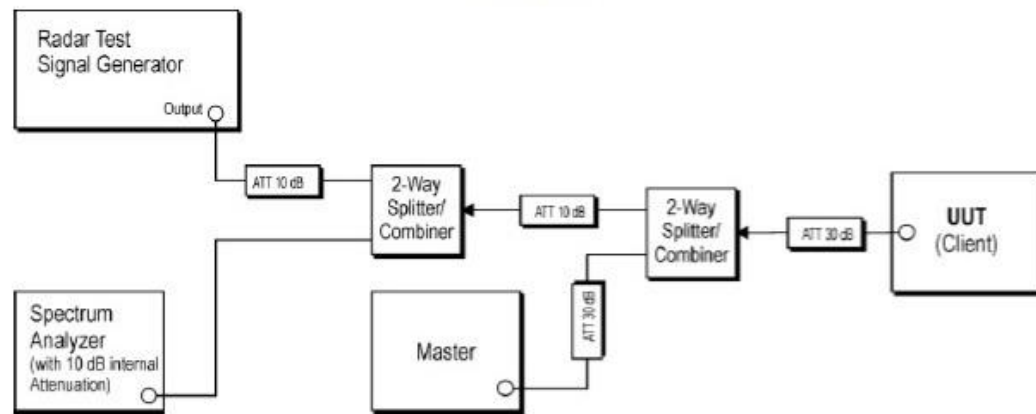 Radar Test
Signal Generator
Output
ATT 10 dB
2-Way
Splitter/
Combiner
ATT 10 dB
2-Way
Splitter/
Combiner
ATT 30 dB
UUT
(Client)
Spectrum
Analyzer
(with 10 dB internal
Attenuation)
Master
ATT 30 dB